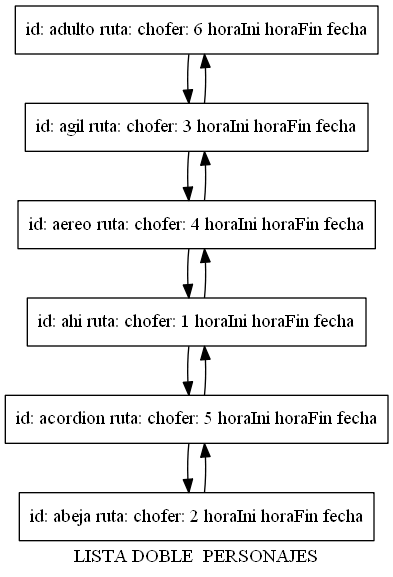 id: adulto ruta: chofer: 6 horaIni horaFin fecha
id: agil ruta: chofer: 3 horaIni horaFin fecha
id: aereo ruta: chofer: 4 horaIni horaFin fecha
id: ahi ruta: chofer: 1 horaIni horaFin fecha
id: acordion ruta: chofer: 5 horaIni horaFin fecha
id: abeja ruta: chofer: 2 horaIni horaFin fecha
LISTA DOBLE  PERSONAJES